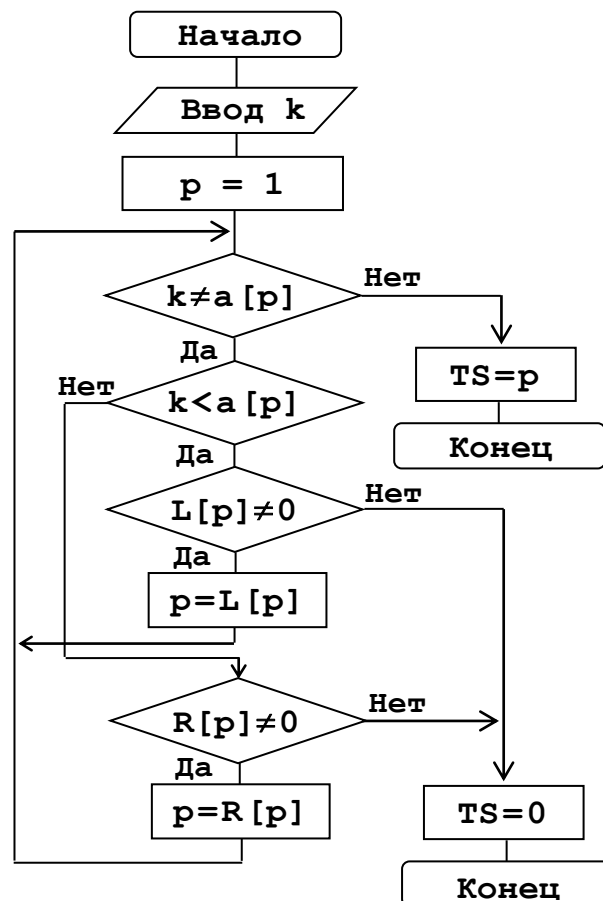 Начало
Ввод k
p = 1
k≠a[p]
Нет
Да
TS=p
Нет
k<a[p]
Конец
Да
L[p]≠0
Нет
Да
p=L[p]
R[p]≠0
Нет
Да
p=R[p]
TS=0
Конец